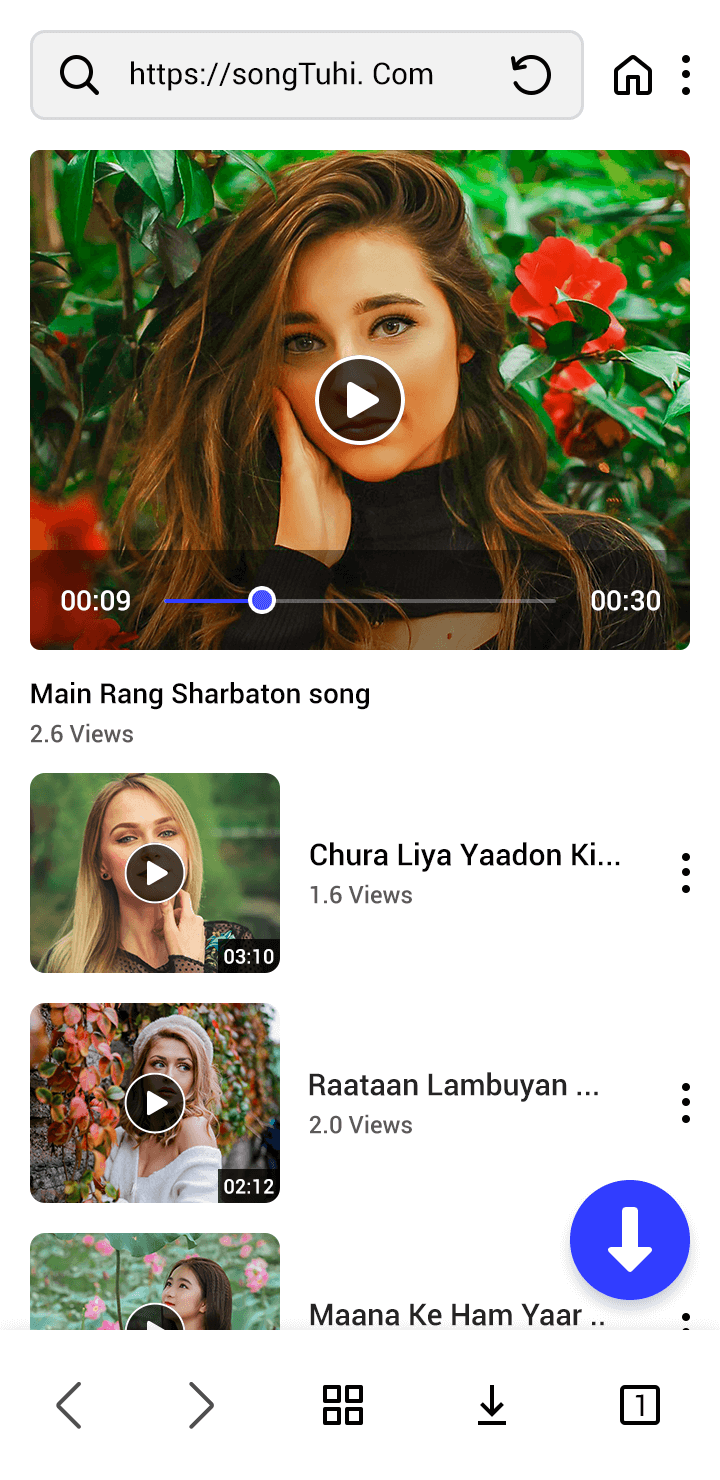 https://songTuhi. Com
00:09
00:30
Main Rang Sharbaton song
2.6 Views
Chura Liya Yaadon Ki...
1.6 Views
03:10
Raataan Lambuyan ...
2.0 Views
02:12
Maana Ke Ham Yaar ..
1